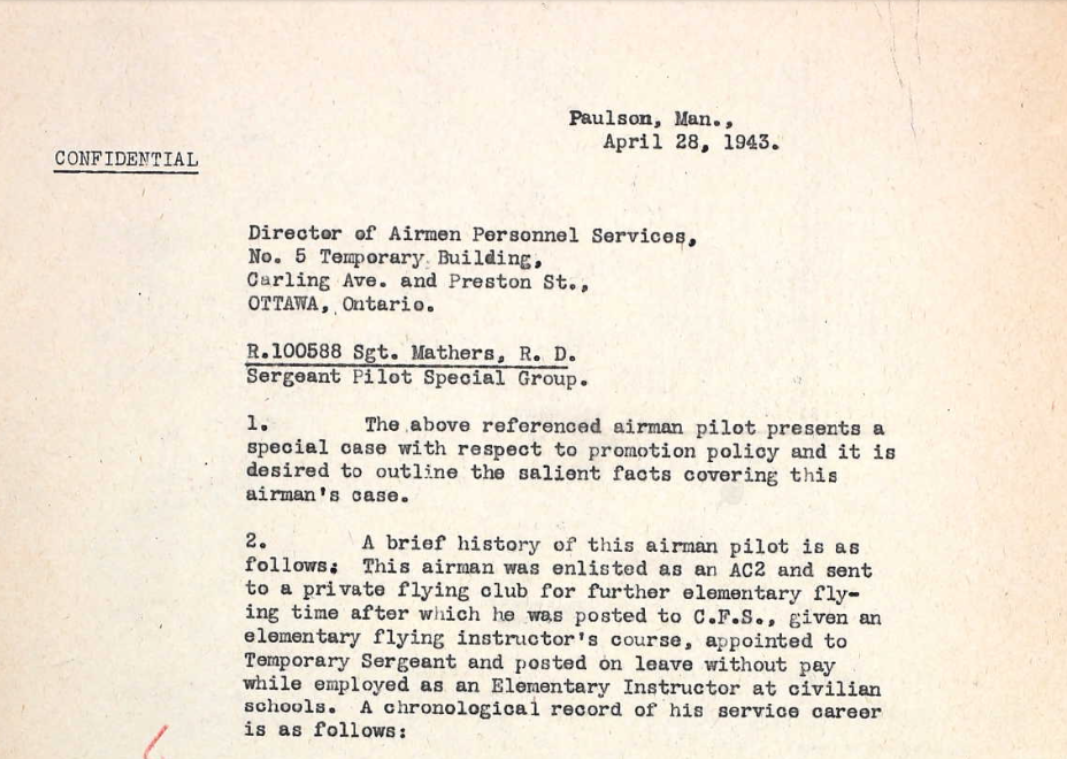 Paulson, Man.,
April 28, 1943.
CONFIDENTIAL
Director of Airmen Personnel Services,
No. 5 Temporary Building,
Carling Ave. and Preston St.,
OTTAWA, Ontario.
R.100588 Sgt. Mathers, R. D.
Sergeant Pilot Special Group.
1. The above referenced airman pilot presents a
special case with respect to promotion policy and it is
desired to outline the salient facts covering this
airman's case.
2. A brief history of this airman pilot is as
follows: This airman was enlisted as an AC2 and sent
to a private flying club for further elementary fly-
ing time after which he was posted to C.F.S., given an
elementary flying instructor's course, appointed to
Temporary Sergeant and posted on leave without pay
while employed as an Elementary Instructor at civilian
schools. A chronological record of his service career
is as follows: